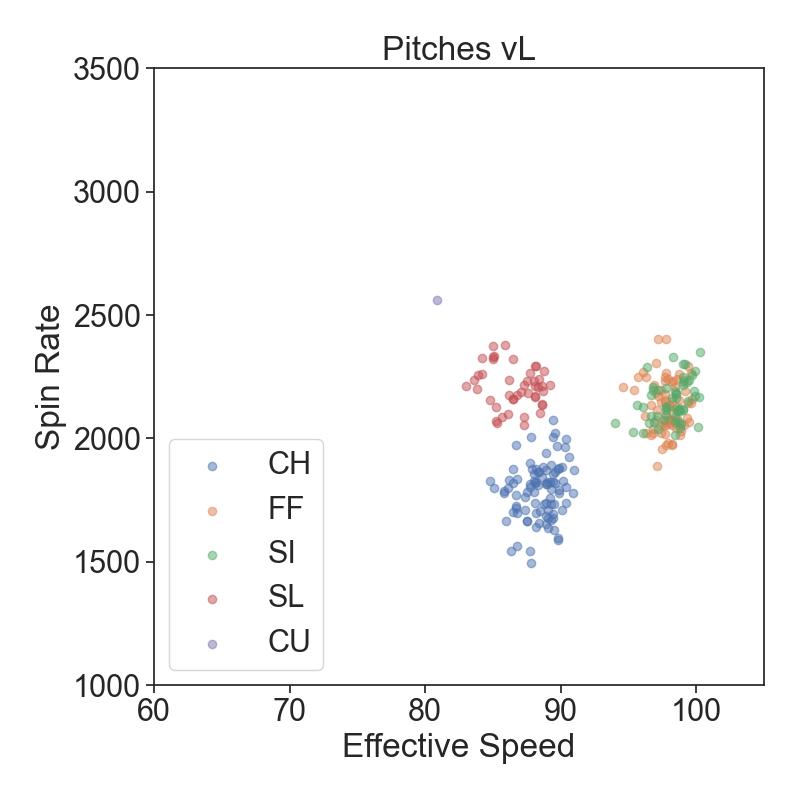 Pitches vL
3500
3000
2500
2000
1500
1000
Spin Rate
CH
FF
SI
SL
CU
60 70 80 90 100
Effective Speed